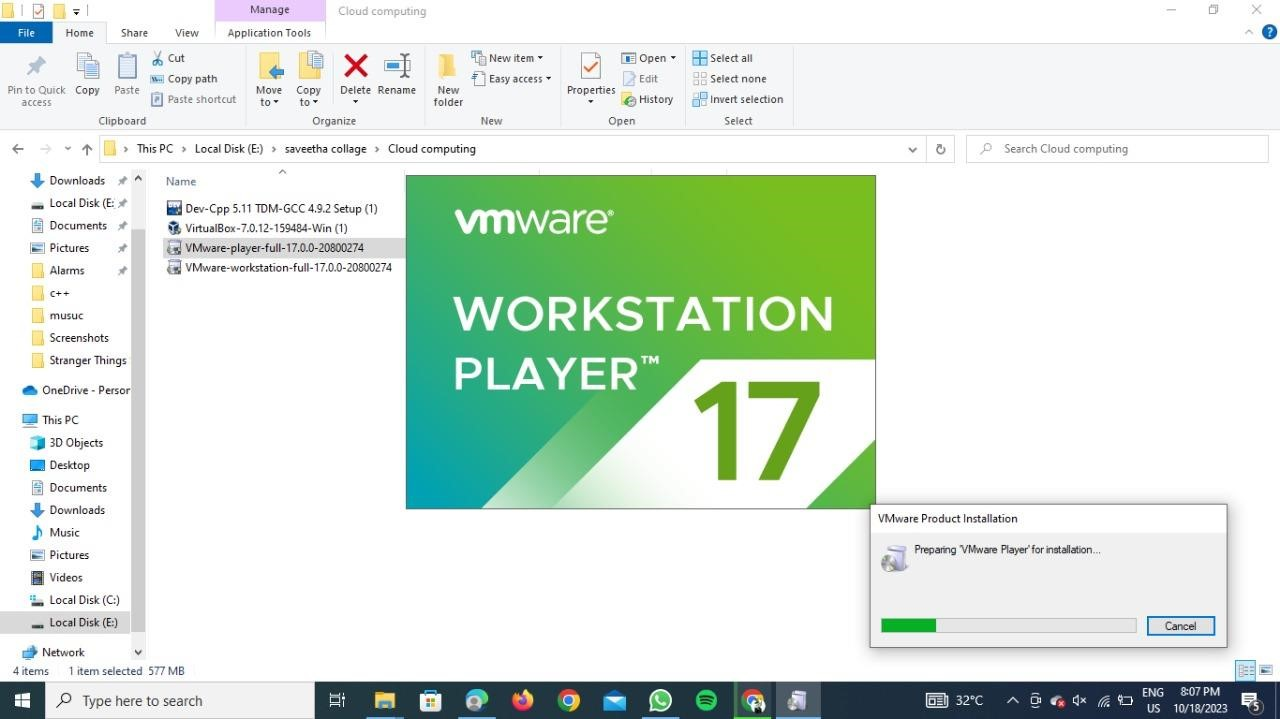 Manage
Cloud computing
File
Home
Share
View
Application Tools
Pin to Quick access
Copy
Paste
Cut
Copy path
Paste shortcut
Clipboard
Move to
Copy to
Delete
Rename
Organize
New folder
New item
Easy access
New
Properties
Open
Edit
History
Open
Select all
Select none
Invert selection
Select
This PC > Local Disk (E:) > saveetha collage > Cloud computing
Search Cloud computing
Downloads
Local Disk (E:
Documents
Pictures
Alarms
c++
musuc
Screenshots
Stranger Things
OneDrive - Person
This PC
3D Objects
Desktop
Documents
Downloads
Music
Pictures
Videos
Local Disk (C:)
Local Disk (E:)
Network
Name
Dev-Cpp 5.11 TDM-GCC 4.9.2 Setup (1)
VirtualBox-7.0.12-159484-Win (1)
VMware-player-full-17.0.0-20800274
VMware-workstation-full-17.0.0-20800274
vmware®
WORKSTATION
PLAYER™
17
VMware Product Installation
Preparing 'VMware Player' for installation...
Cancel
4 items 1 item selected 577 MB
Type here to search
32°C
ENG
US
8:07 PM
10/18/2023
5